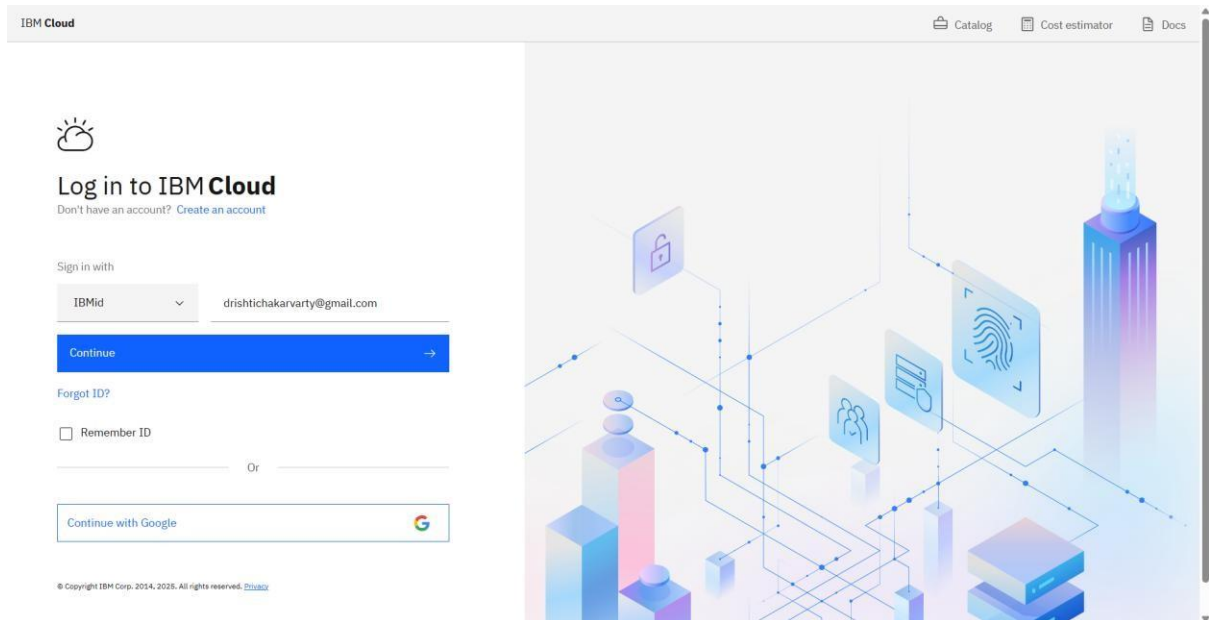 IBM Cloud
Catalog
Cost estimator
Docs
Log in to IBM Cloud
Don't have an account? Create an account
Sign in with
IBMid
drishtichakarvarty@gmail.com
Continue
Forgot ID?
Remember ID
Or
Continue with Google
© Copyright IBM Corp. 2014, 2025. All rights reserved. Privacy